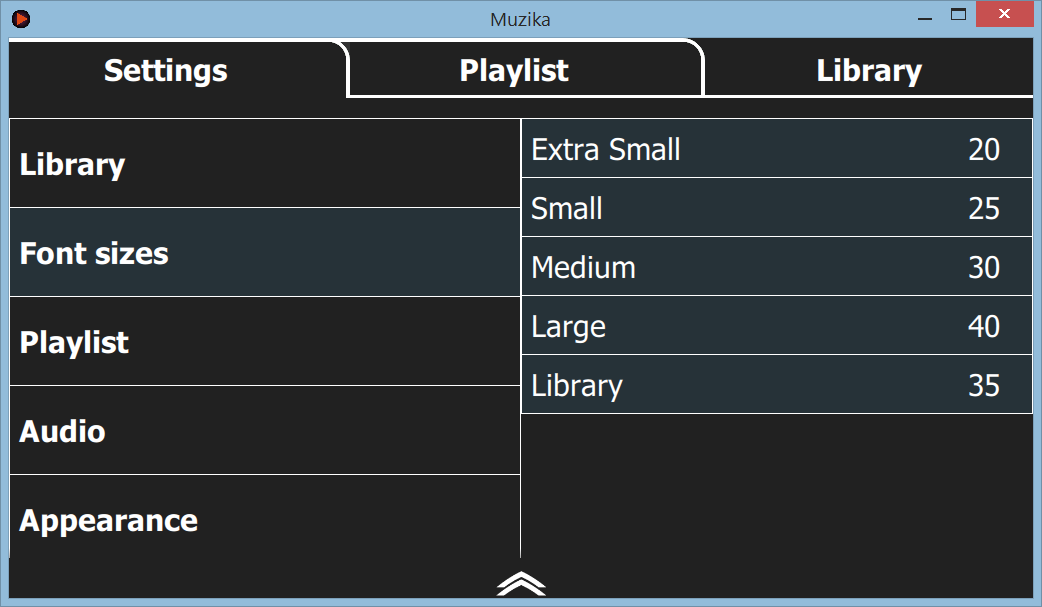 Muzika
Settings Playlist Library
Library
Font sizes
Playlist
Audio
Appearance
Extra Small 20
Small 25
Medium 30
Large 40
Library 35